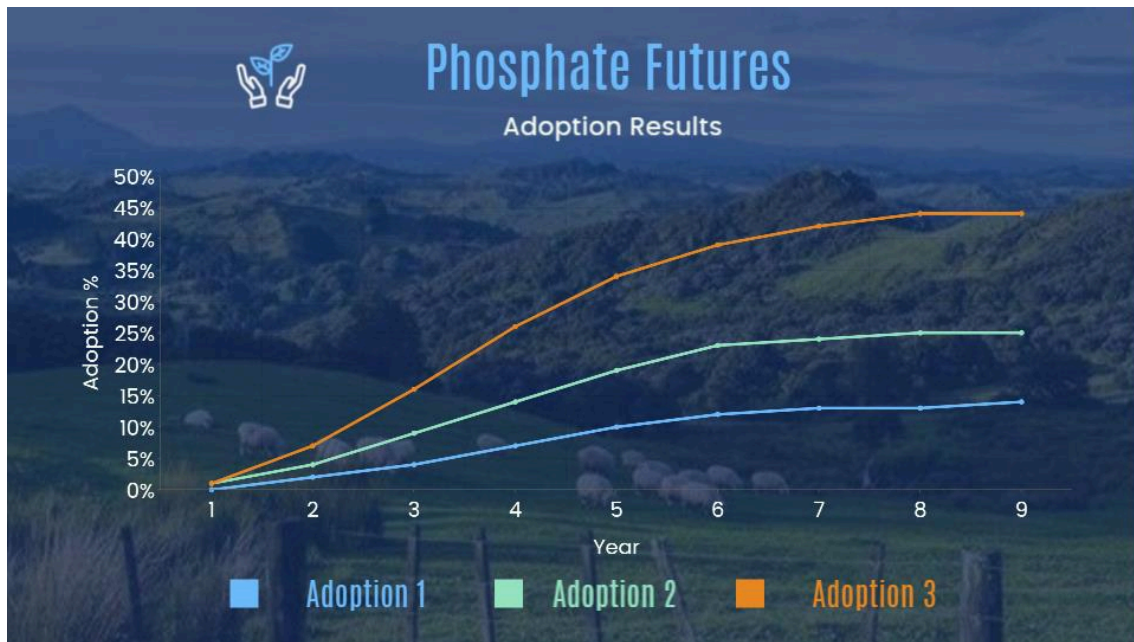 Phosphate Futures
Adoption Results
50%
45%
40%
35%
30%
25%
20%
15%
10%
5%
0%
Adoption %
1 2 3 4 5 6 7 8 9
Year
Adoption 1 Adoption 2 Adoption 3